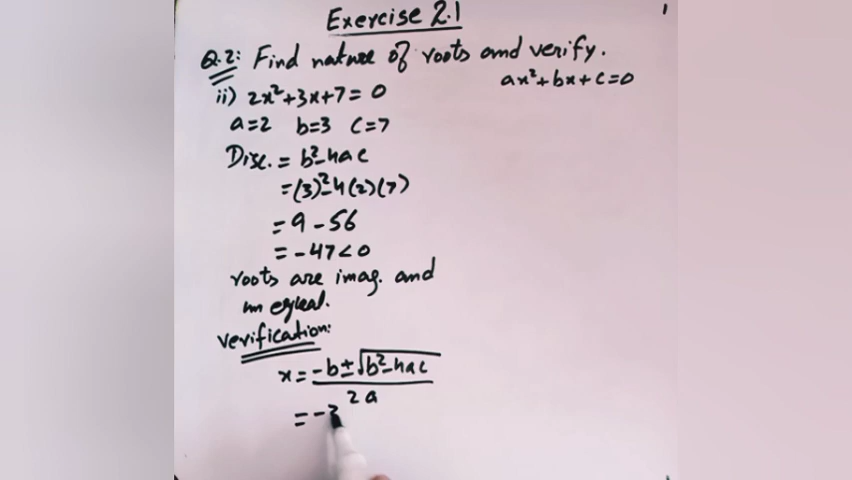 Exercise 2.1
Q.2: Find nature of roots and verify.
ax²+bx+c=0
ii) 2x²+3x+7=0
a=2 b=3 c=7
Disc. = b²-4ac
=(3)²-4(2)(7)
=9-56
=-47<0
roots are imag. and
un equal.
verification:
x=(-b±√(b²-4ac))/2a
=-3